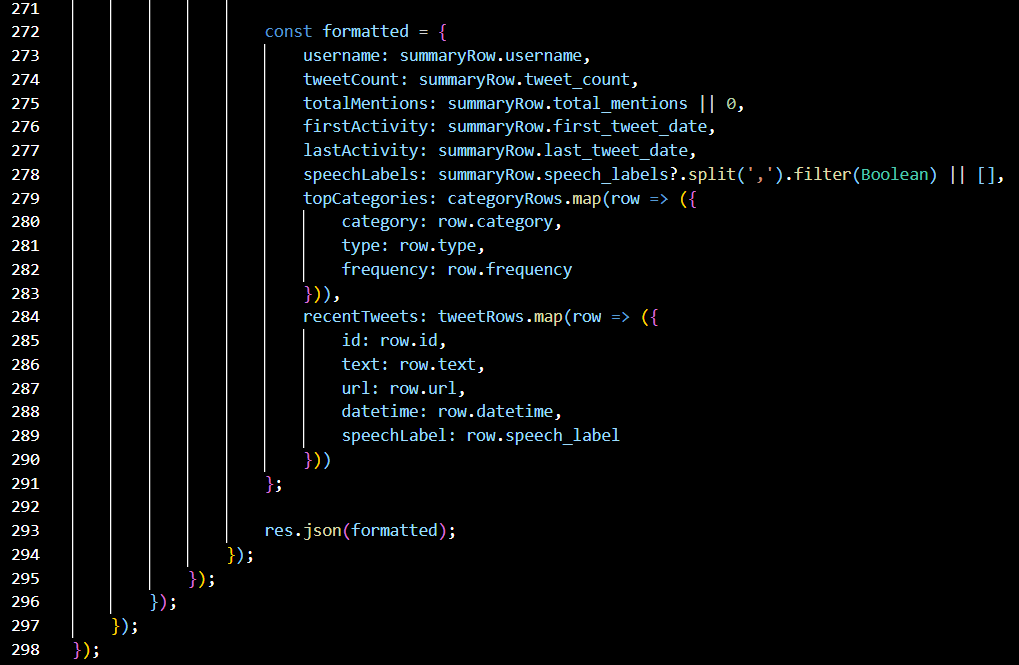 271
272 const formatted = {
273 username: summaryRow.username,
274 tweetCount: summaryRow.tweet_count,
275 totalMentions: summaryRow.total_mentions || 0,
276 firstActivity: summaryRow.first_tweet_date,
277 lastActivity: summaryRow.last_tweet_date,
278 speechLabels: summaryRow.speech_labels?.split(',').filter(Boolean) || [],
279 topCategories: categoryRows.map(row => ({
280 category: row.category,
281 type: row.type,
282 frequency: row.frequency
283 })),
284 recentTweets: tweetRows.map(row => ({
285 id: row.id,
286 text: row.text,
287 url: row.url,
288 datetime: row.datetime,
289 speechLabel: row.speech_label
290 }))
291 };
292
293 res.json(formatted);
294 });
295 });
296 });
297 });
298 });